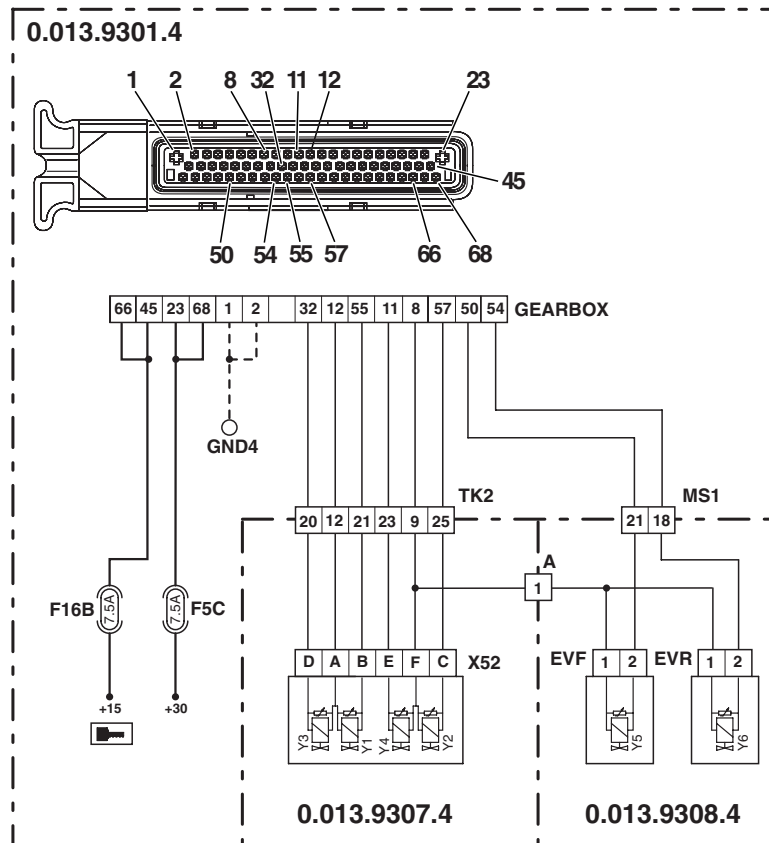 0.013.9301.4
1 2 8 32 11 12 23
45
50 54 55 57 66 68
66 45 23 68 1 2 32 12 55 11 8 57 50 54 GEARBOX
GND4
TK2 MS1
20 12 21 23 9 25 21 18
A
1
F16B 7.5A 7.5A F5C
D A B E F C X52 EVF 1 2 EVR 1 2
+15 +30
Y3 Y1 Y4 Y2 Y5 Y6
0.013.9307.4 0.013.9308.4